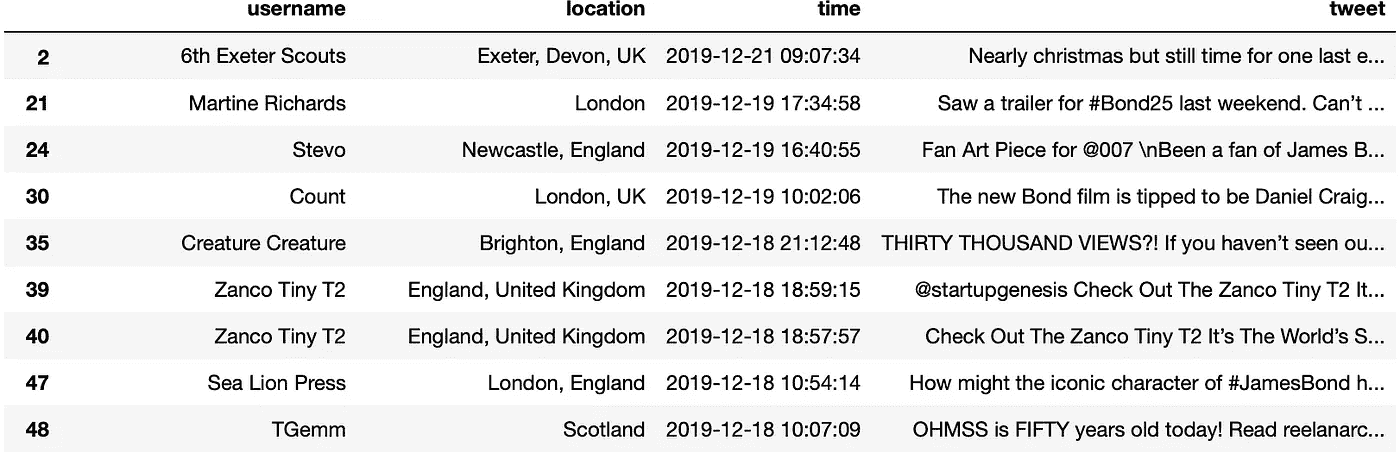 username location time tweet
2 6th Exeter Scouts Exeter, Devon, UK 2019-12-21 09:07:34 Nearly christmas but still time for one last e...
21 Martine Richards London 2019-12-19 17:34:58 Saw a trailer for #Bond25 last weekend. Can’t ...
24 Stevo Newcastle, England 2019-12-19 16:40:55 Fan Art Piece for @007 \nBeen a fan of James B...
30 Count London, UK 2019-12-19 10:02:06 The new Bond film is tipped to be Daniel Craig...
35 Creature Creature Brighton, England 2019-12-18 21:12:48 THIRTY THOUSAND VIEWS?! If you haven’t seen ou...
39 Zanco Tiny T2 England, United Kingdom 2019-12-18 18:59:15 @startupgenesis Check Out The Zanco Tiny T2 It...
40 Zanco Tiny T2 England, United Kingdom 2019-12-18 18:57:57 Check Out The Zanco Tiny T2 It’s The World’s S...
47 Sea Lion Press London, England 2019-12-18 10:54:14 How might the iconic character of #JamesBond h...
48 TGemm Scotland 2019-12-18 10:07:09 OHMSS is FIFTY years old today! Read reelanarc...